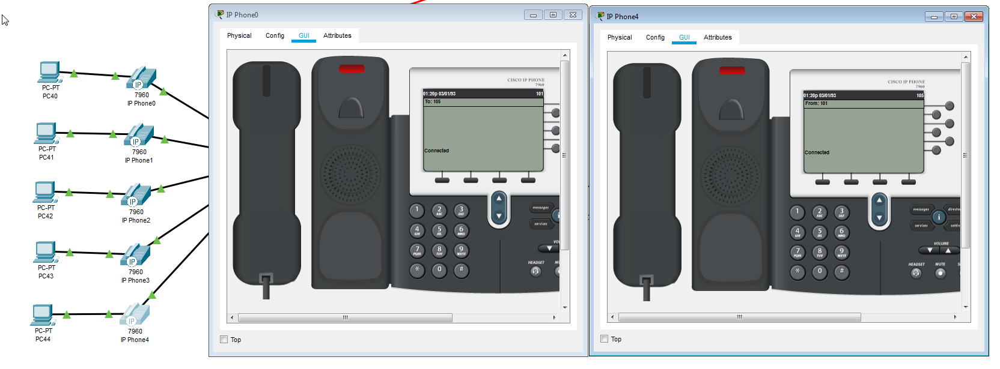 PC-PT
PC40
IP
7960
IP Phone0
PC-PT
PC41
IP
7960
IP Phone1
PC-PT
PC42
IP
7960
IP Phone2
PC-PT
PC43
IP
7960
IP Phone3
PC-PT
PC44
IP
7960
IP Phone4
IP Phone0
Physical Config GUI Attributes
CISCO IP PHONE
7960
01:20p 03/01/93 101
To: 105
Connected
1 2 ABC 3 DEF
4 GHI 5 JKL 6 MNO
7 PQRS 8 TUV 9 WXYZ
* 0 #
messages
i
services
VO
HEADSET MU
Top
IP Phone4
Physical Config GUI Attributes
CISCO IP PHONE
7960
01:20p 03/01/93 105
From: 101
Connected
1 2 ABC 3 DEF
4 GHI 5 JKL 6 MNO
7 PQRS 8 TUV 9 WXYZ
* 0 #
messages direc
i
services settin
VOLUME
HEADSET MUTE S
Top